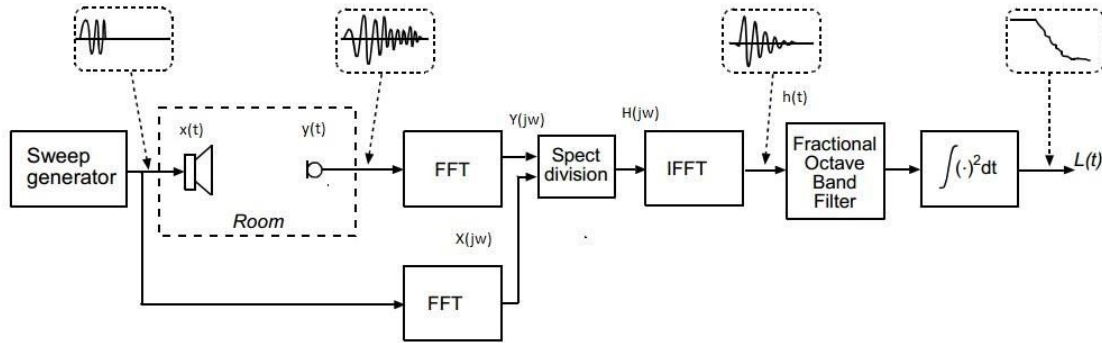 x(t)
y(t)
Y(jw)
H(jw)
h(t)
Sweep
generator
FFT
Spect
division
IFFT
Fractional
Octave
Band
Filter
∫(·)²dt
L(t)
Room
X(jw)
FFT